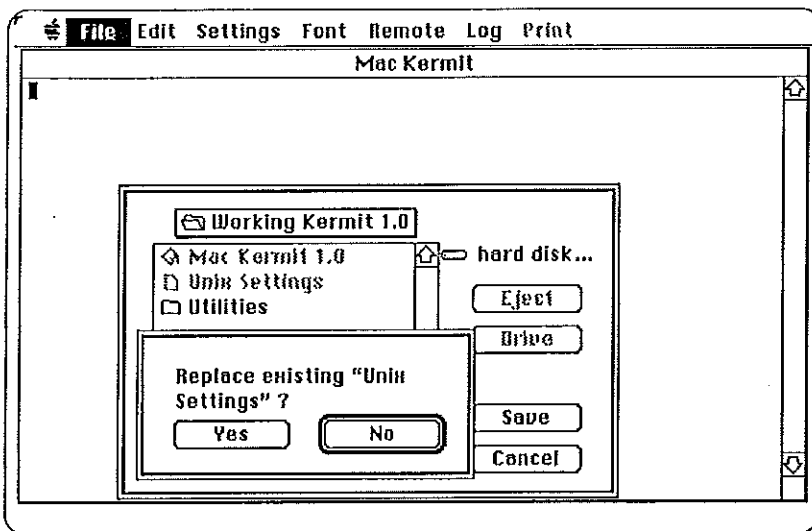 File Edit Settings Font Remote Log Print
Mac Kermit
Working Kermit 1.0
Mac Kermit 1.0
Unix Settings
Utilities
hard disk...
Eject
Drive
Replace existing "Unix
Settings" ?
Yes No
Save
Cancel